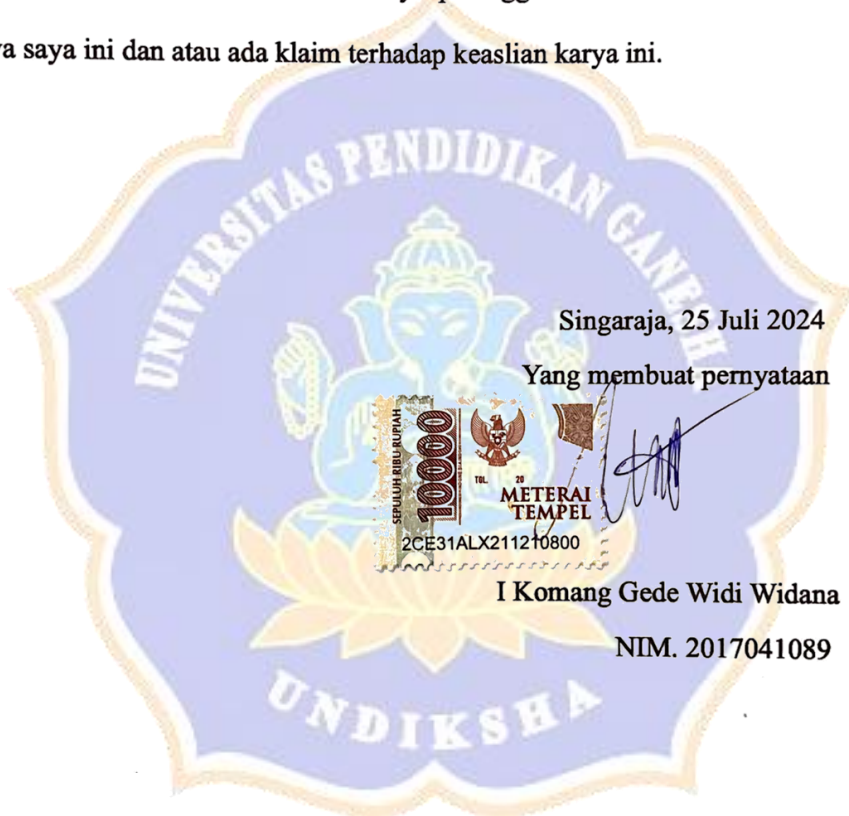 a saya ini dan atau ada klaim terhadap keaslian karya ini.
UNIVERSITAS PENDIDIKAN GANESHA
Singaraja, 25 Juli 2024
Yang membuat pernyataan
SEPULUH RIBU RUPIAH
10000
TGL. 20
METERAI
TEMPEL
2CE31ALX211210800
I Komang Gede Widi Widana
NIM. 2017041089
UNDIKSHA